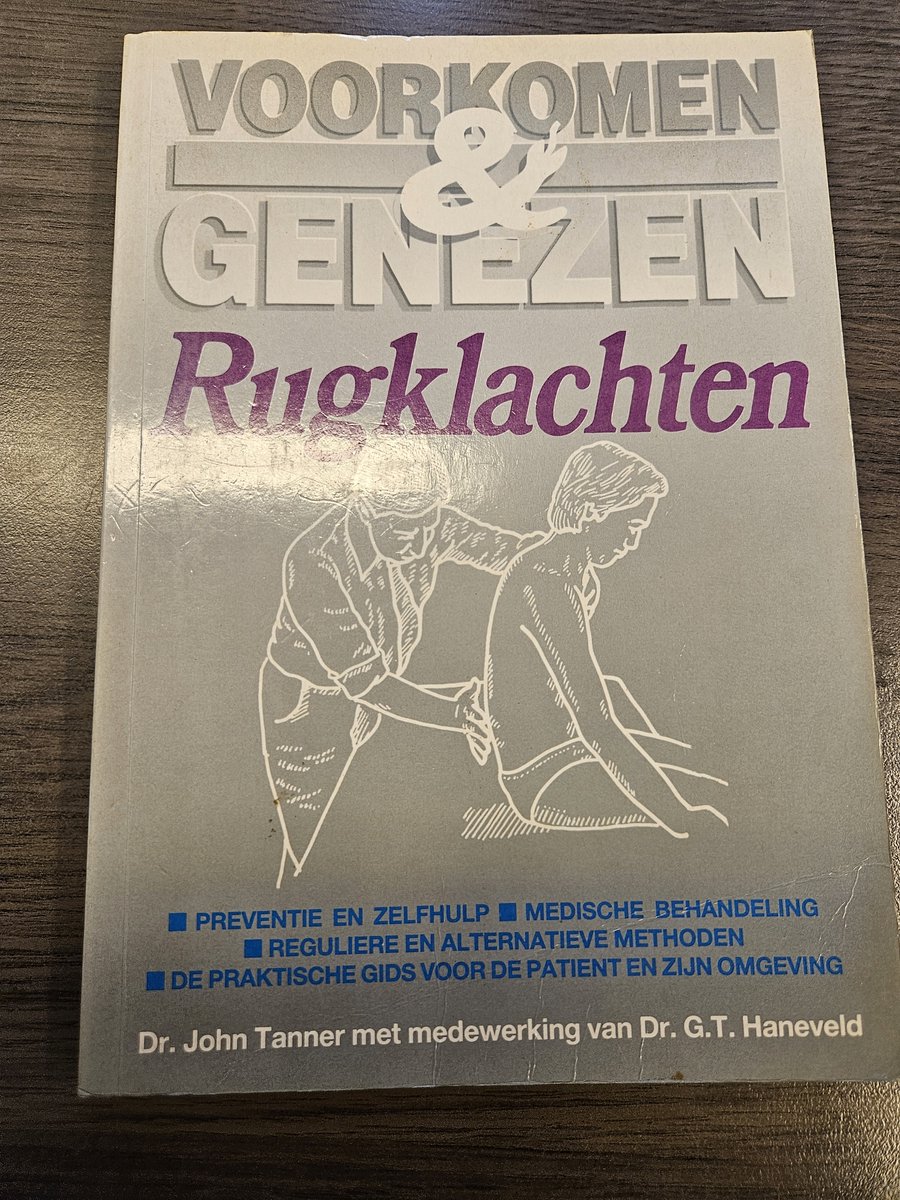 VOORKOMEN
&
GENEZEN
Rugklachten
■ PREVENTIE EN ZELFHULP ■ MEDISCHE BEHANDELING
■ REGULIERE EN ALTERNATIEVE METHODEN
■ DE PRAKTISCHE GIDS VOOR DE PATIENT EN ZIJN OMGEVING
Dr. John Tanner met medewerking van Dr. G.T. Haneveld